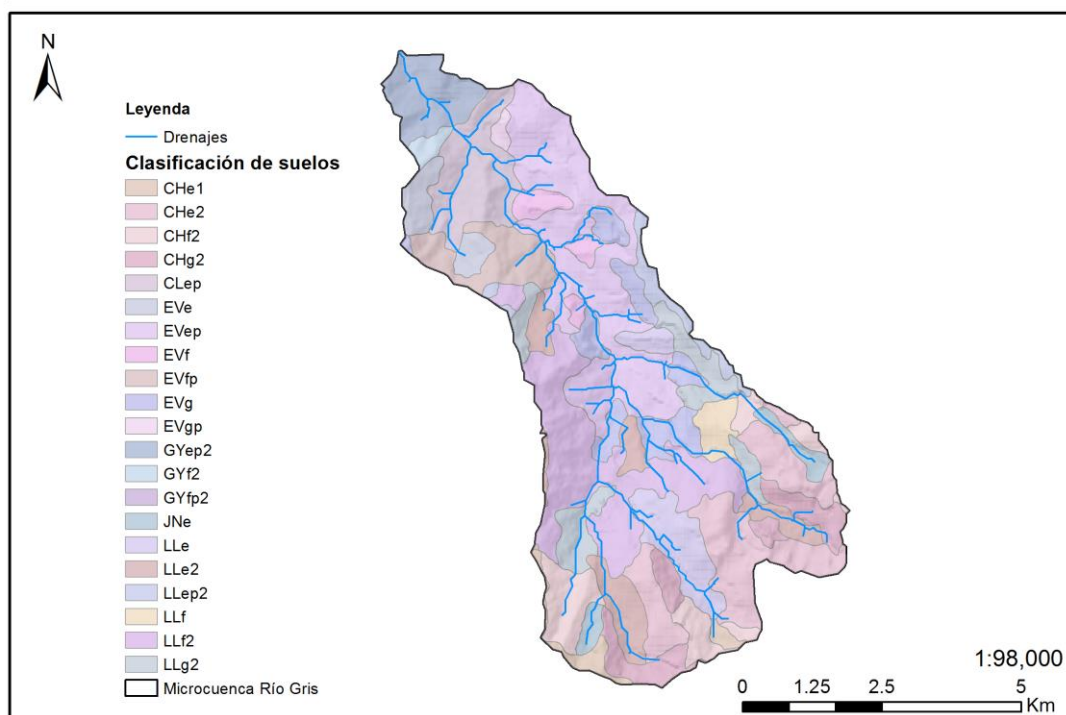 N
Leyenda
Drenajes
Clasificación de suelos
CHe1
CHe2
CHf2
CHg2
CLep
EVe
EVep
EVf
EVfp
EVg
EVgp
GYep2
GYf2
GYfp2
JNe
LLe
LLe2
LLep2
LLf
LLf2
LLg2
Microcuenca Río Gris
1:98,000
0 1.25 2.5 5
Km